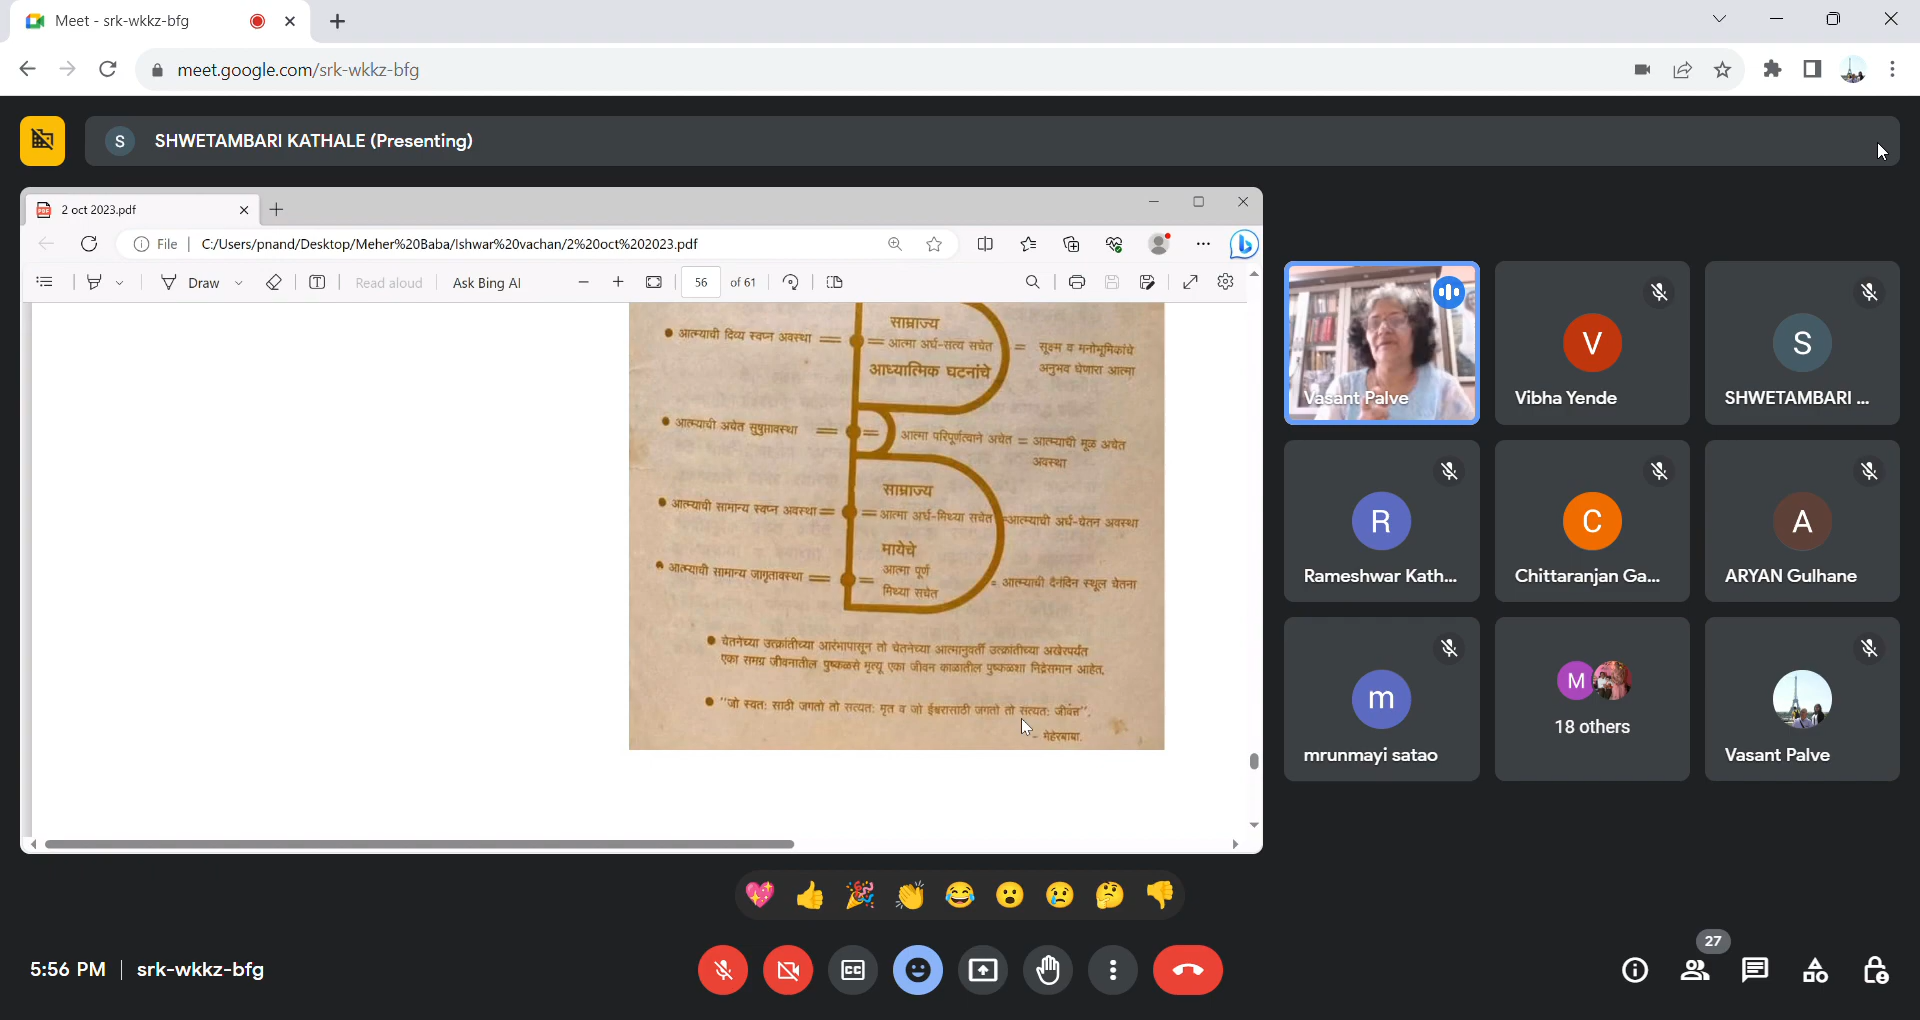 Meet - srk-wkkz-bfg
meet.google.com/srk-wkkz-bfg
S SHWETAMBARI KATHALE (Presenting)
2 oct 2023.pdf
File C:/Users/pnand/Desktop/Meher%20Baba/Ishwar%20vachan/2%20oct%202023.pdf
Draw Read aloud Ask Bing AI 56 of 61
साम्राज्य
आत्म्याची दिव्य स्वप्न अवस्था = = आत्मा अर्ध-सत्य सचेत = सूक्ष्म व मनोभूमिकांचे
आध्यात्मिक घटनांचे अनुभव घेणारा आत्मा
आत्म्याची अचेत सुषुप्तावस्था = = आत्मा परिपूर्णत्वाने अचेत = आत्म्याची मूळ अचेत
अवस्था
साम्राज्य
आत्म्याची सामान्य स्वप्न अवस्था = = आत्मा अर्ध-मिथ्या सचेत = आत्म्याची अर्ध-चेतन अवस्था
मायेचे
आत्म्याची सामान्य जागृतावस्था = = आत्मा पूर्ण
मिथ्या सचेत = आत्म्याची दैनंदिन स्थूल चेतना
चेतनेच्या उत्क्रांतीच्या आरंभापासून तो चेतनेच्या आत्मानुवर्ती उत्क्रांतीच्या अखेरपर्यंत
एका समग्र जीवनातील पुष्कळसे मृत्यू एका जीवन काळातील पुष्कळशा निद्रेसमान आहेत.
"जो स्वत: साठी जगतो तो सत्यत: मृत व जो ईश्वरासाठी जगतो तो सत्यत: जीवंत".
- मेहेरबाबा.
Vasant Palve
V
Vibha Yende
S
SHWETAMBARI ...
R
Rameshwar Kath...
C
Chittaranjan Ga...
A
ARYAN Gulhane
m
mrunmayi satao
M
18 others
Vasant Palve
5:56 PM srk-wkkz-bfg
CC
27